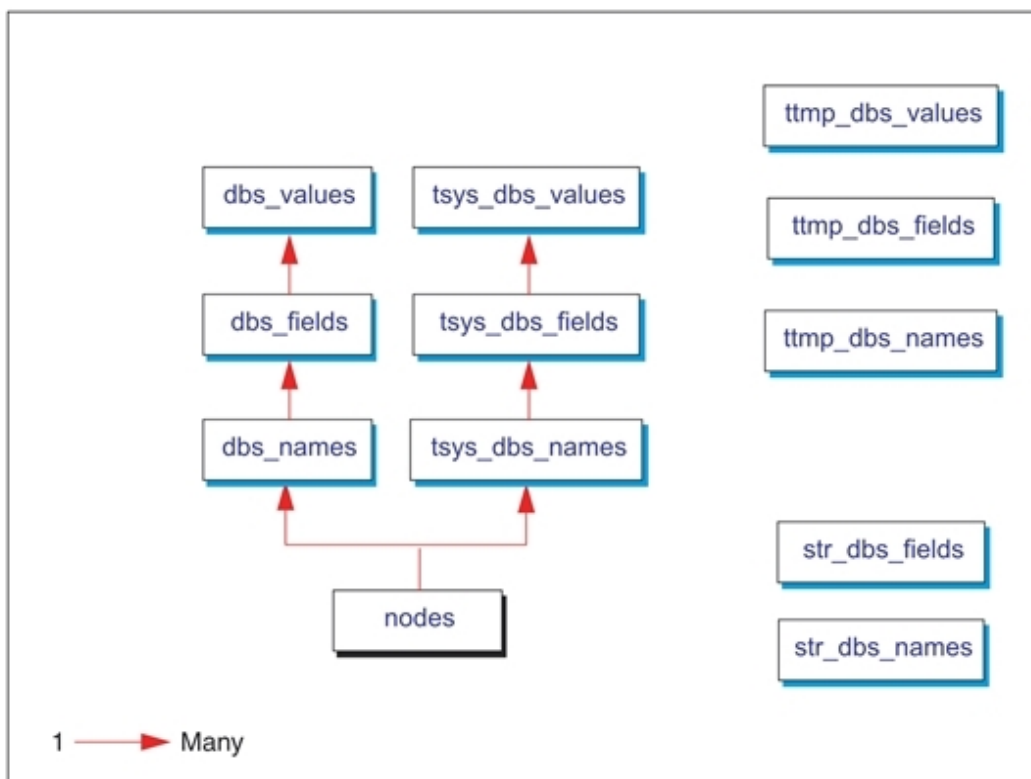 ttmp_dbs_values
dbs_values
tsys_dbs_values
ttmp_dbs_fields
dbs_fields
tsys_dbs_fields
ttmp_dbs_names
dbs_names
tsys_dbs_names
str_dbs_fields
nodes
str_dbs_names
1 Many